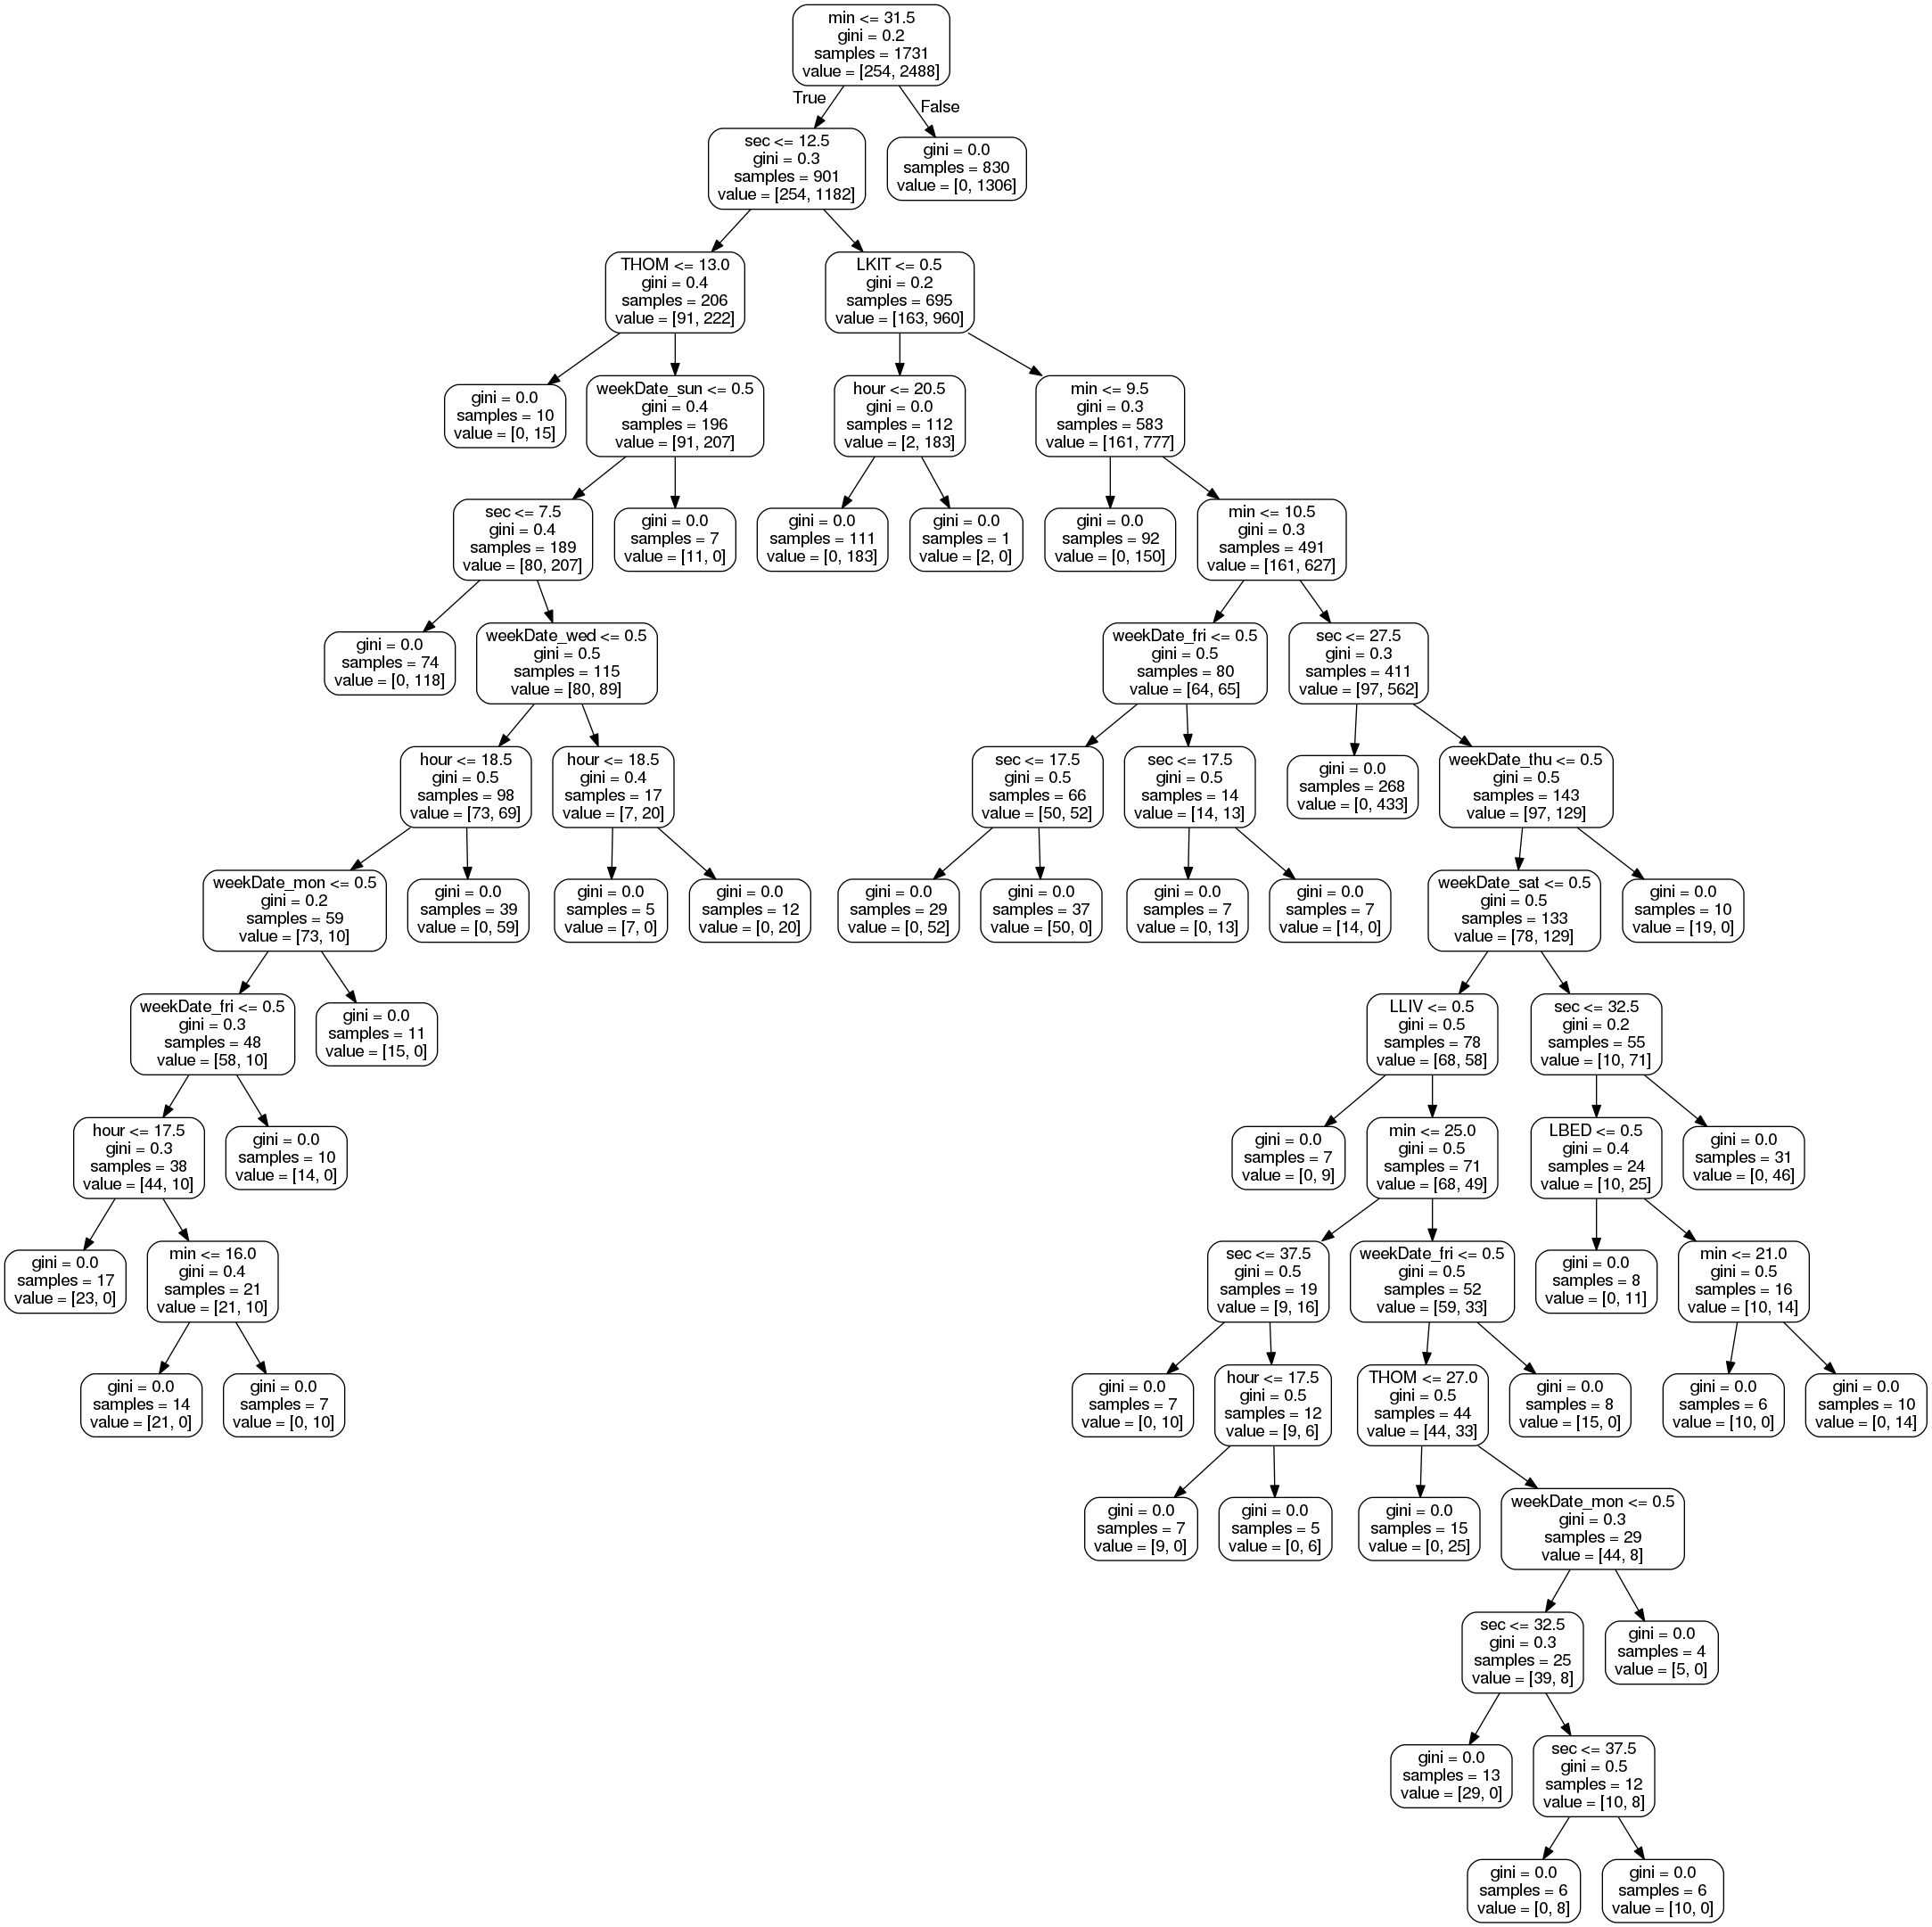 min <= 31.5
gini = 0.2
samples = 1731
value = [254, 2488]
True
False
sec <= 12.5
gini = 0.3
samples = 901
value = [254, 1182]
gini = 0.0
samples = 830
value = [0, 1306]
THOM <= 13.0
gini = 0.4
samples = 206
value = [91, 222]
LKIT <= 0.5
gini = 0.2
samples = 695
value = [163, 960]
gini = 0.0
samples = 10
value = [0, 15]
weekDate_sun <= 0.5
gini = 0.4
samples = 196
value = [91, 207]
hour <= 20.5
gini = 0.0
samples = 112
value = [2, 183]
min <= 9.5
gini = 0.3
samples = 583
value = [161, 777]
sec <= 7.5
gini = 0.4
samples = 189
value = [80, 207]
gini = 0.0
samples = 7
value = [11, 0]
gini = 0.0
samples = 111
value = [0, 183]
gini = 0.0
samples = 1
value = [2, 0]
gini = 0.0
samples = 92
value = [0, 150]
min <= 10.5
gini = 0.3
samples = 491
value = [161, 627]
gini = 0.0
samples = 74
value = [0, 118]
weekDate_wed <= 0.5
gini = 0.5
samples = 115
value = [80, 89]
weekDate_fri <= 0.5
gini = 0.5
samples = 80
value = [64, 65]
sec <= 27.5
gini = 0.3
samples = 411
value = [97, 562]
hour <= 18.5
gini = 0.5
samples = 98
value = [73, 69]
hour <= 18.5
gini = 0.4
samples = 17
value = [7, 20]
sec <= 17.5
gini = 0.5
samples = 66
value = [50, 52]
sec <= 17.5
gini = 0.5
samples = 14
value = [14, 13]
gini = 0.0
samples = 268
value = [0, 433]
weekDate_thu <= 0.5
gini = 0.5
samples = 143
value = [97, 129]
weekDate_mon <= 0.5
gini = 0.2
samples = 59
value = [73, 10]
gini = 0.0
samples = 39
value = [0, 59]
gini = 0.0
samples = 5
value = [7, 0]
gini = 0.0
samples = 12
value = [0, 20]
gini = 0.0
samples = 29
value = [0, 52]
gini = 0.0
samples = 37
value = [50, 0]
gini = 0.0
samples = 7
value = [0, 13]
gini = 0.0
samples = 7
value = [14, 0]
weekDate_sat <= 0.5
gini = 0.5
samples = 133
value = [78, 129]
gini = 0.0
samples = 10
value = [19, 0]
weekDate_fri <= 0.5
gini = 0.3
samples = 48
value = [58, 10]
gini = 0.0
samples = 11
value = [15, 0]
LLIV <= 0.5
gini = 0.5
samples = 78
value = [68, 58]
sec <= 32.5
gini = 0.2
samples = 55
value = [10, 71]
hour <= 17.5
gini = 0.3
samples = 38
value = [44, 10]
gini = 0.0
samples = 10
value = [14, 0]
gini = 0.0
samples = 7
value = [0, 9]
min <= 25.0
gini = 0.5
samples = 71
value = [68, 49]
LBED <= 0.5
gini = 0.4
samples = 24
value = [10, 25]
gini = 0.0
samples = 31
value = [0, 46]
gini = 0.0
samples = 17
value = [23, 0]
min <= 16.0
gini = 0.4
samples = 21
value = [21, 10]
sec <= 37.5
gini = 0.5
samples = 19
value = [9, 16]
weekDate_fri <= 0.5
gini = 0.5
samples = 52
value = [59, 33]
gini = 0.0
samples = 8
value = [0, 11]
min <= 21.0
gini = 0.5
samples = 16
value = [10, 14]
gini = 0.0
samples = 14
value = [21, 0]
gini = 0.0
samples = 7
value = [0, 10]
gini = 0.0
samples = 7
value = [0, 10]
hour <= 17.5
gini = 0.5
samples = 12
value = [9, 6]
THOM <= 27.0
gini = 0.5
samples = 44
value = [44, 33]
gini = 0.0
samples = 8
value = [15, 0]
gini = 0.0
samples = 6
value = [10, 0]
gini = 0.0
samples = 10
value = [0, 14]
gini = 0.0
samples = 7
value = [9, 0]
gini = 0.0
samples = 5
value = [0, 6]
gini = 0.0
samples = 15
value = [0, 25]
weekDate_mon <= 0.5
gini = 0.3
samples = 29
value = [44, 8]
sec <= 32.5
gini = 0.3
samples = 25
value = [39, 8]
gini = 0.0
samples = 4
value = [5, 0]
gini = 0.0
samples = 13
value = [29, 0]
sec <= 37.5
gini = 0.5
samples = 12
value = [10, 8]
gini = 0.0
samples = 6
value = [0, 8]
gini = 0.0
samples = 6
value = [10, 0]